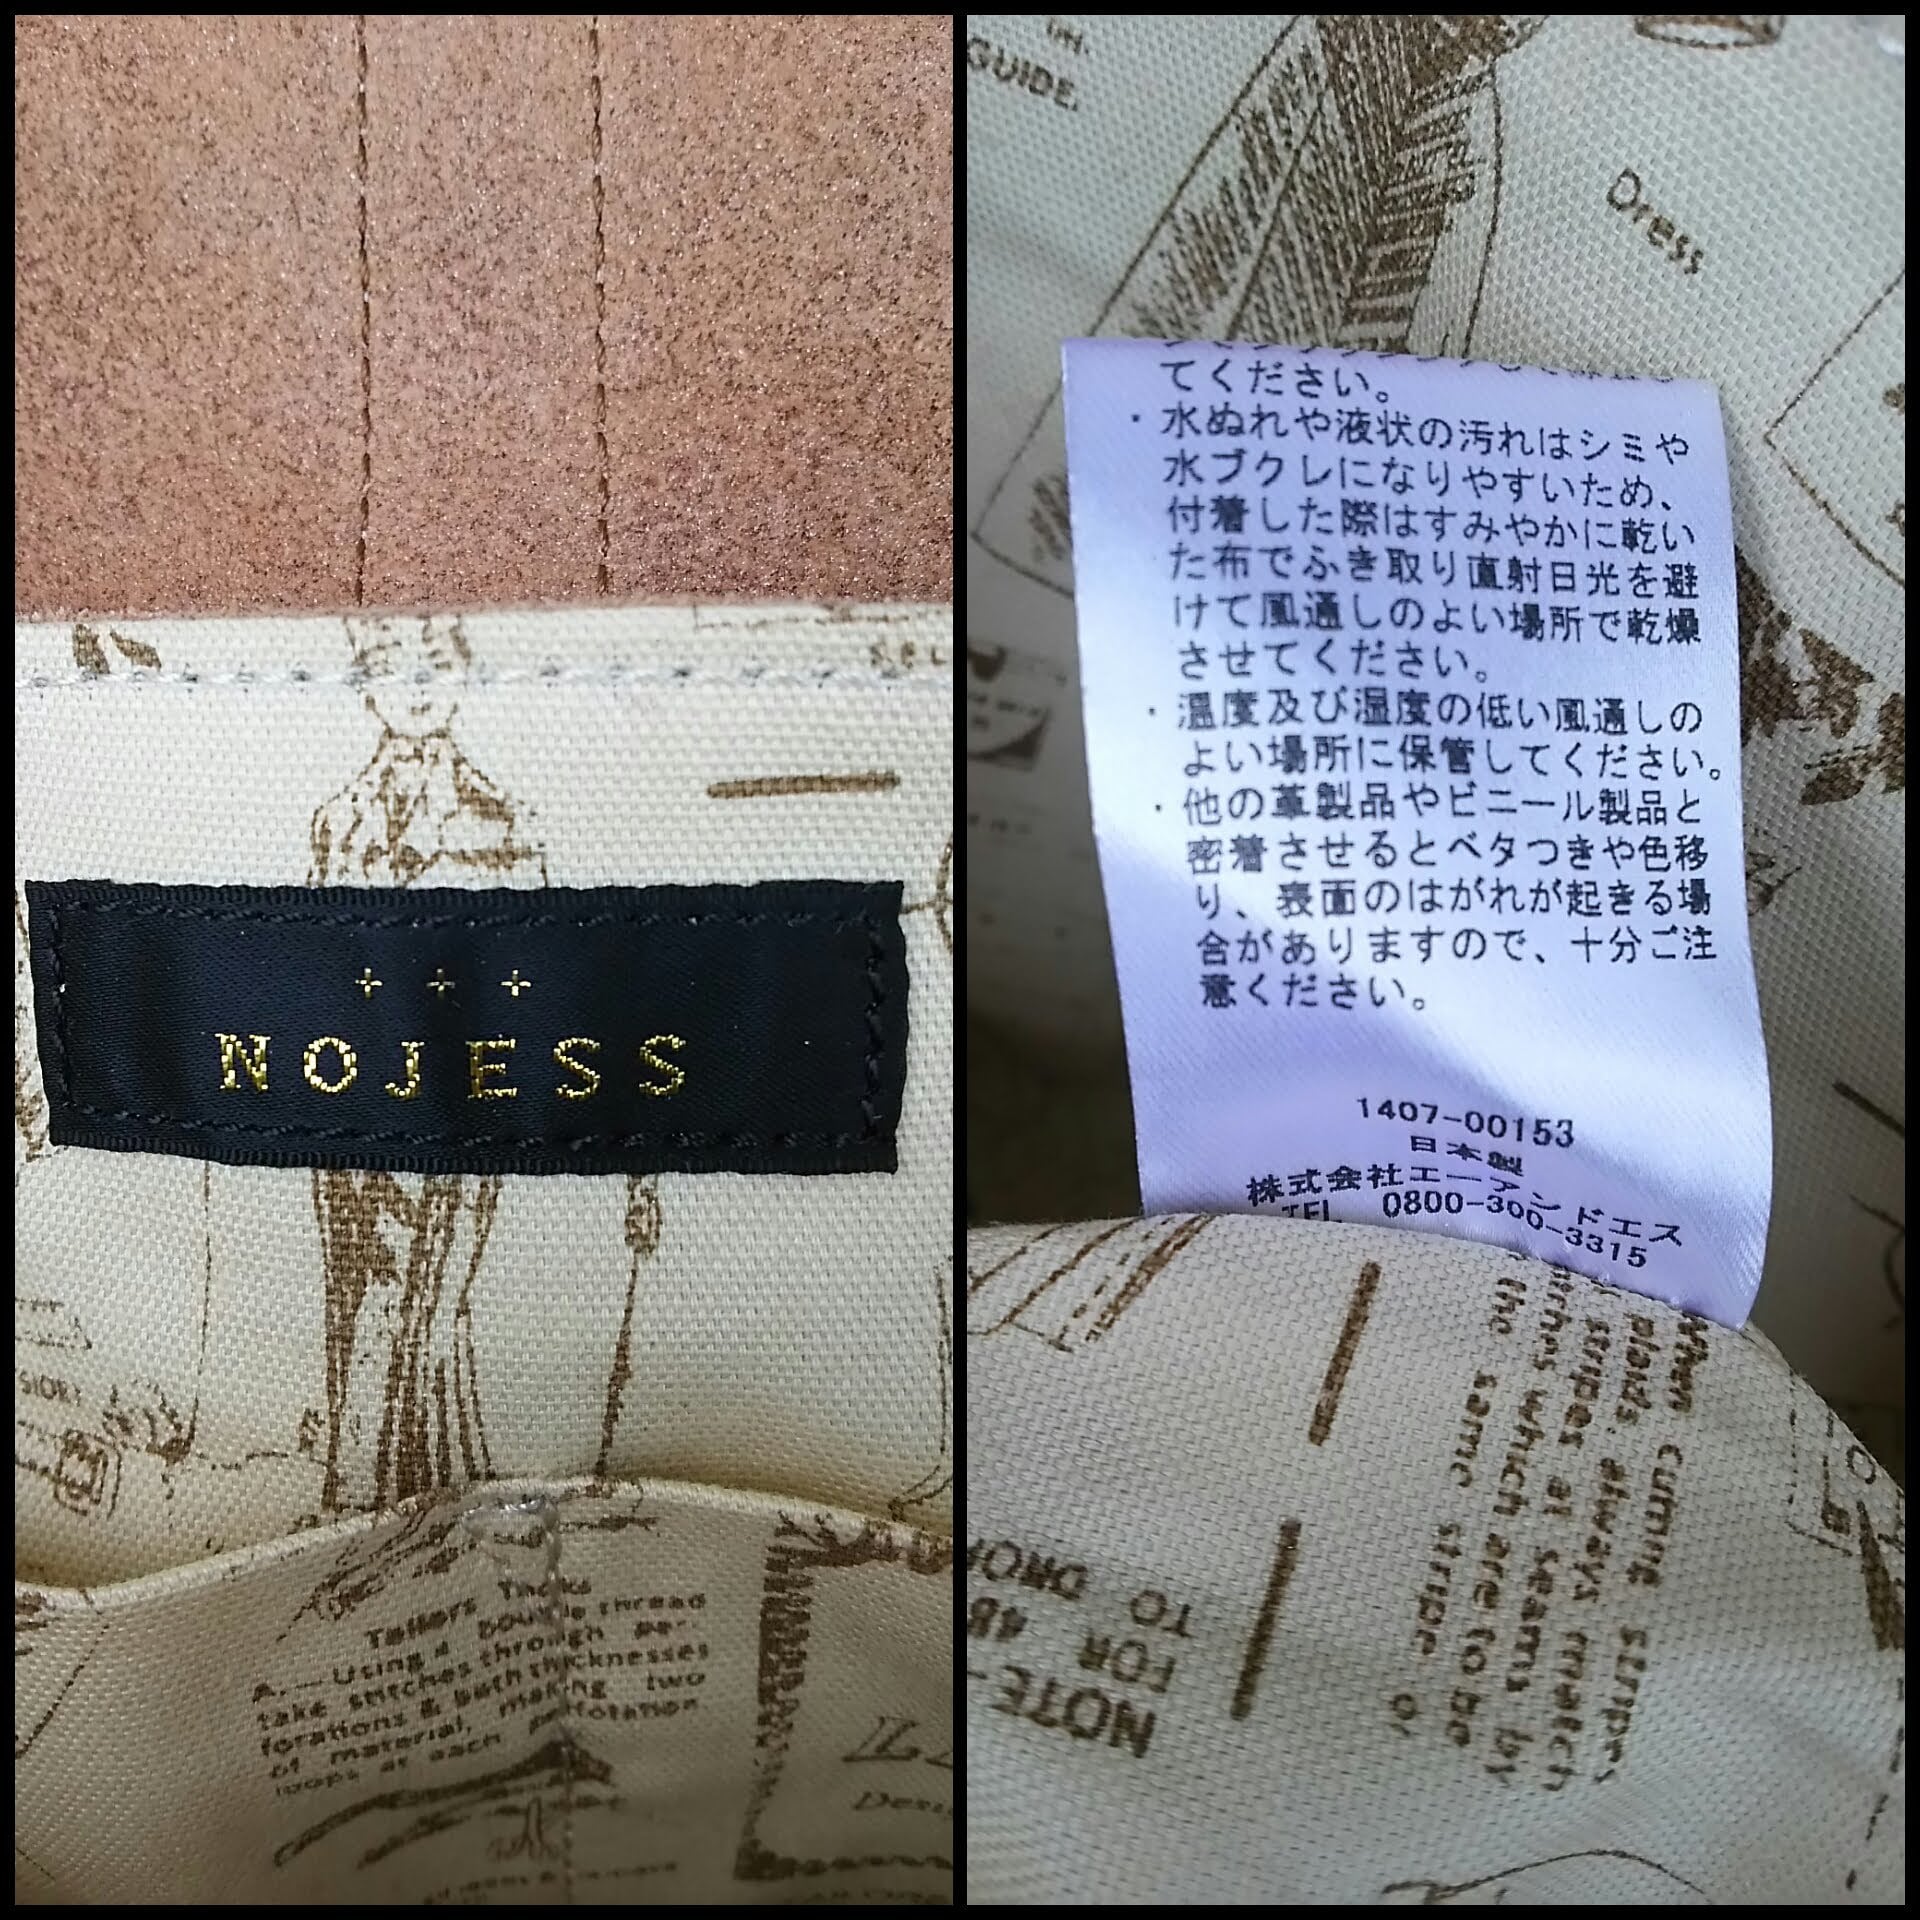 + + +
NOJESS
Tailors Tacks
A.—Using a double thread
take stitches through per-
forations & both thicknesses
of material, making two
loops at each perforation
GUIDE.
Dress
てください。
・水ぬれや液状の汚れはシミや
水ブクレになりやすいため、
付着した際はすみやかに乾い
た布でふき取り直射日光を避
けて風通しのよい場所で乾燥
させてください。
・温度及び湿度の低い風通しの
よい場所に保管してください。
・他の革製品やビニール製品と
密着させるとベタつきや色移
り、表面のはがれが起きる場
合がありますので、十分ご注
意ください。
1407-00153
日本製
株式会社エーアンドエス
TEL 0800-300-3315
When cutting stripes
plaids, always match
stripes at seams by
which are to be
the same stripe or
NOTE-
FOR 4B
TO DROP